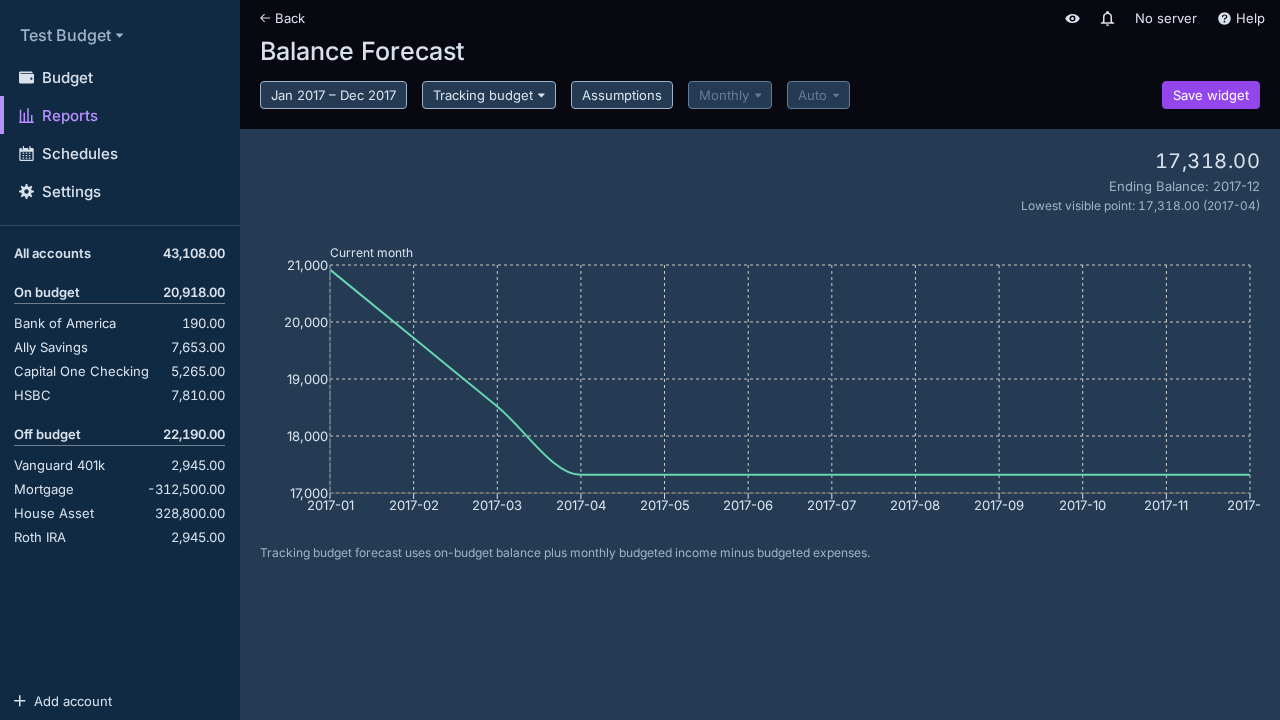 Test Budget
Budget
Reports
Schedules
Settings
All accounts 43,108.00
On budget 20,918.00
Bank of America 190.00
Ally Savings 7,653.00
Capital One Checking 5,265.00
HSBC 7,810.00
Off budget 22,190.00
Vanguard 401k 2,945.00
Mortgage -312,500.00
House Asset 328,800.00
Roth IRA 2,945.00
Add account
Back
No server
Help
Balance Forecast
Jan 2017 – Dec 2017
Tracking budget
Assumptions
Monthly
Auto
Save widget
17,318.00
Ending Balance: 2017-12
Lowest visible point: 17,318.00 (2017-04)
Current month
21,000
20,000
19,000
18,000
17,000
2017-01 2017-02 2017-03 2017-04 2017-05 2017-06 2017-07 2017-08 2017-09 2017-10 2017-11 2017-
Tracking budget forecast uses on-budget balance plus monthly budgeted income minus budgeted expenses.